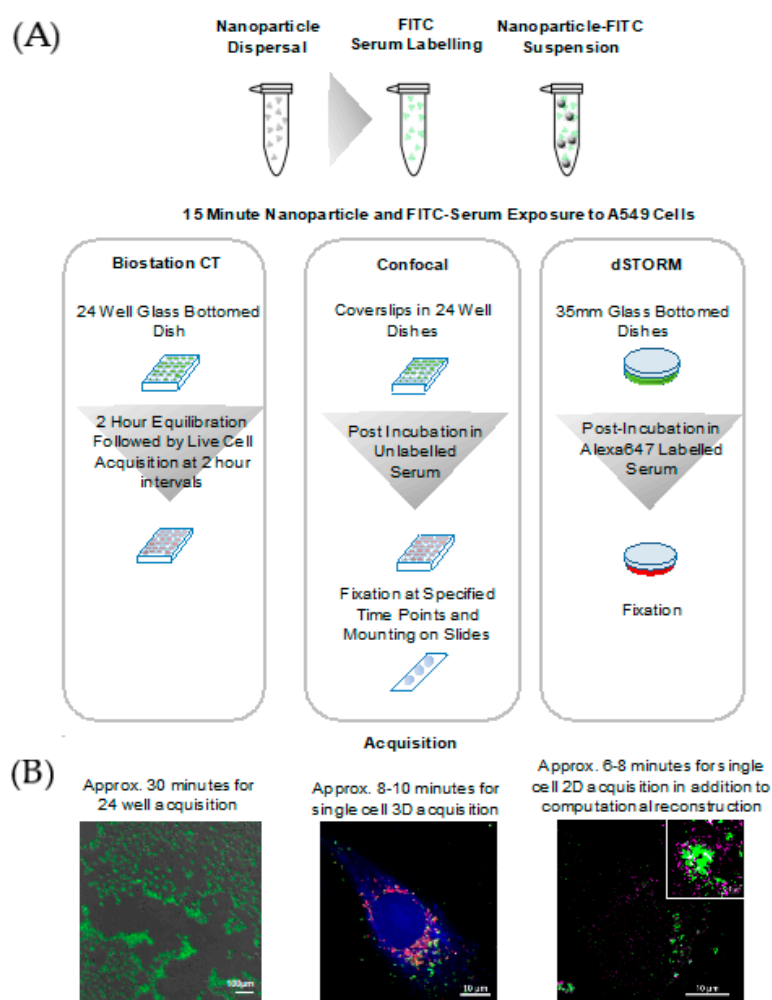 (A)
Nanoparticle
Dispersal
FITC
Serum Labelling
Nanoparticle-FITC
Suspension
15 Minute Nanoparticle and FITC-Serum Exposure to A549 Cells
Biostation CT
24 Well Glass Bottomed
Dish
2 Hour Equilibration
Followed by Live Cell
Acquisition at 2 hour
intervals
Confocal
Coverslips in 24 Well
Dishes
Post Incubation in
Unlabelled
Serum
Fixation at Specified
Time Points and
Mounting on Slides
dSTORM
35mm Glass Bottomed
Dishes
Post-Incubation in
Alexa647 Labelled
Serum
Fixation
Acquisition
(B)
Approx. 30 minutes for
24 well acquisition
Approx. 8-10 minutes for
single cell 3D acquisition
Approx. 6-8 minutes for single
cell 2D acquisition in addition to
computational reconstruction
100µm
10 µm
10 µm